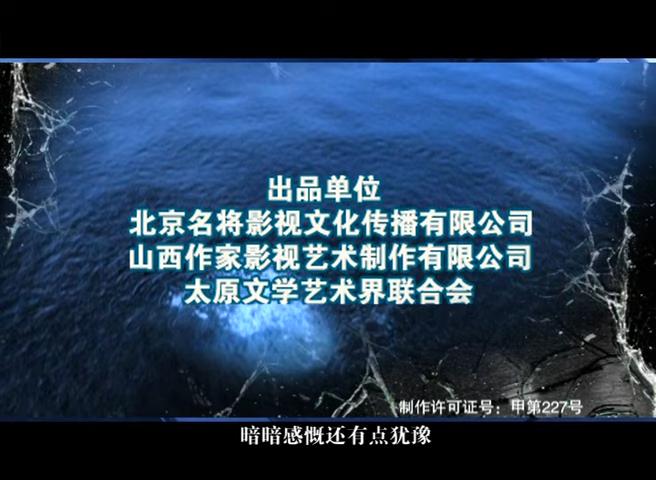 出品单位
北京名将影视文化传播有限公司
山西作家影视艺术制作有限公司
太原文学艺术界联合会
制作许可证号：甲第227号
暗暗感慨还有点犹豫